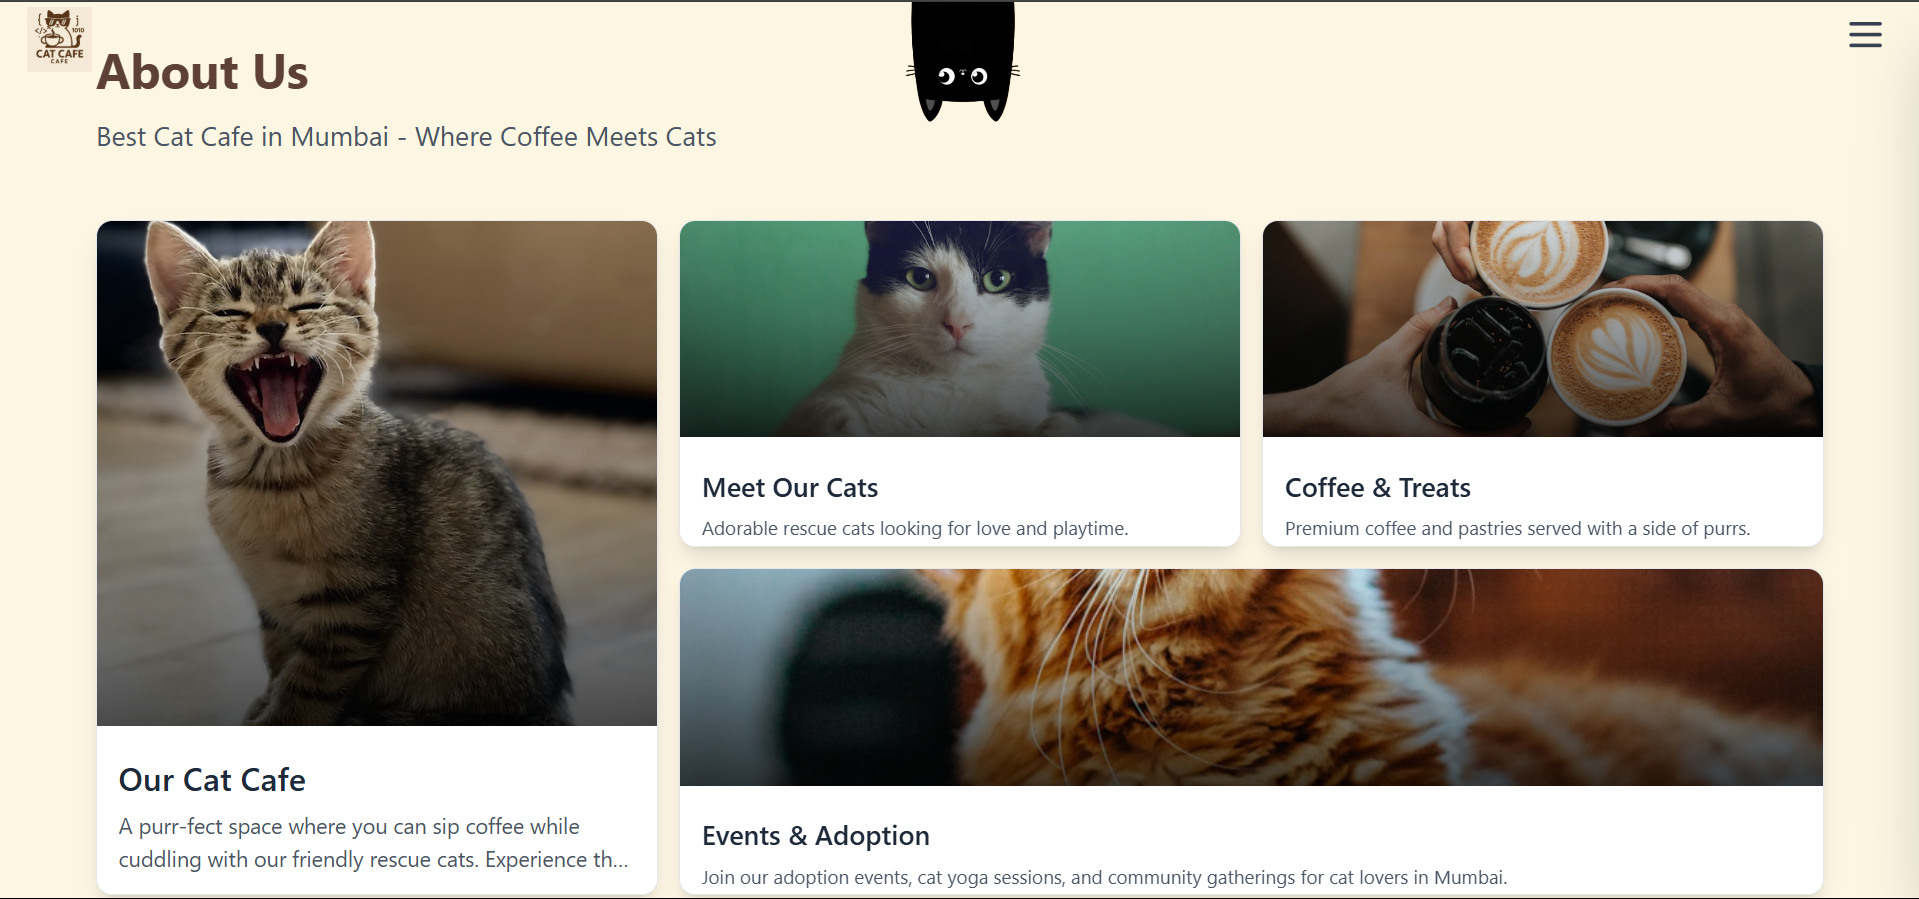 { j
</> 1010
CAT CAFE
CAFE
About Us
Best Cat Cafe in Mumbai - Where Coffee Meets Cats
Our Cat Cafe
A purr-fect space where you can sip coffee while
cuddling with our friendly rescue cats. Experience th...
Meet Our Cats
Adorable rescue cats looking for love and playtime.
Coffee & Treats
Premium coffee and pastries served with a side of purrs.
Events & Adoption
Join our adoption events, cat yoga sessions, and community gatherings for cat lovers in Mumbai.